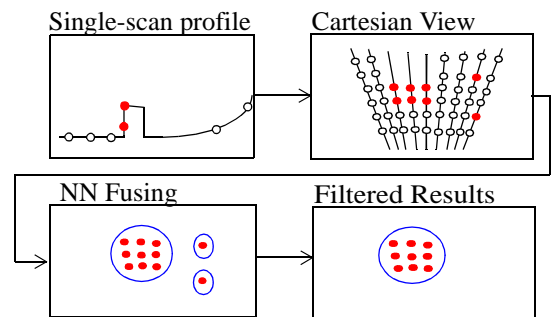 Single-scan profile
Cartesian View
NN Fusing
Filtered Results